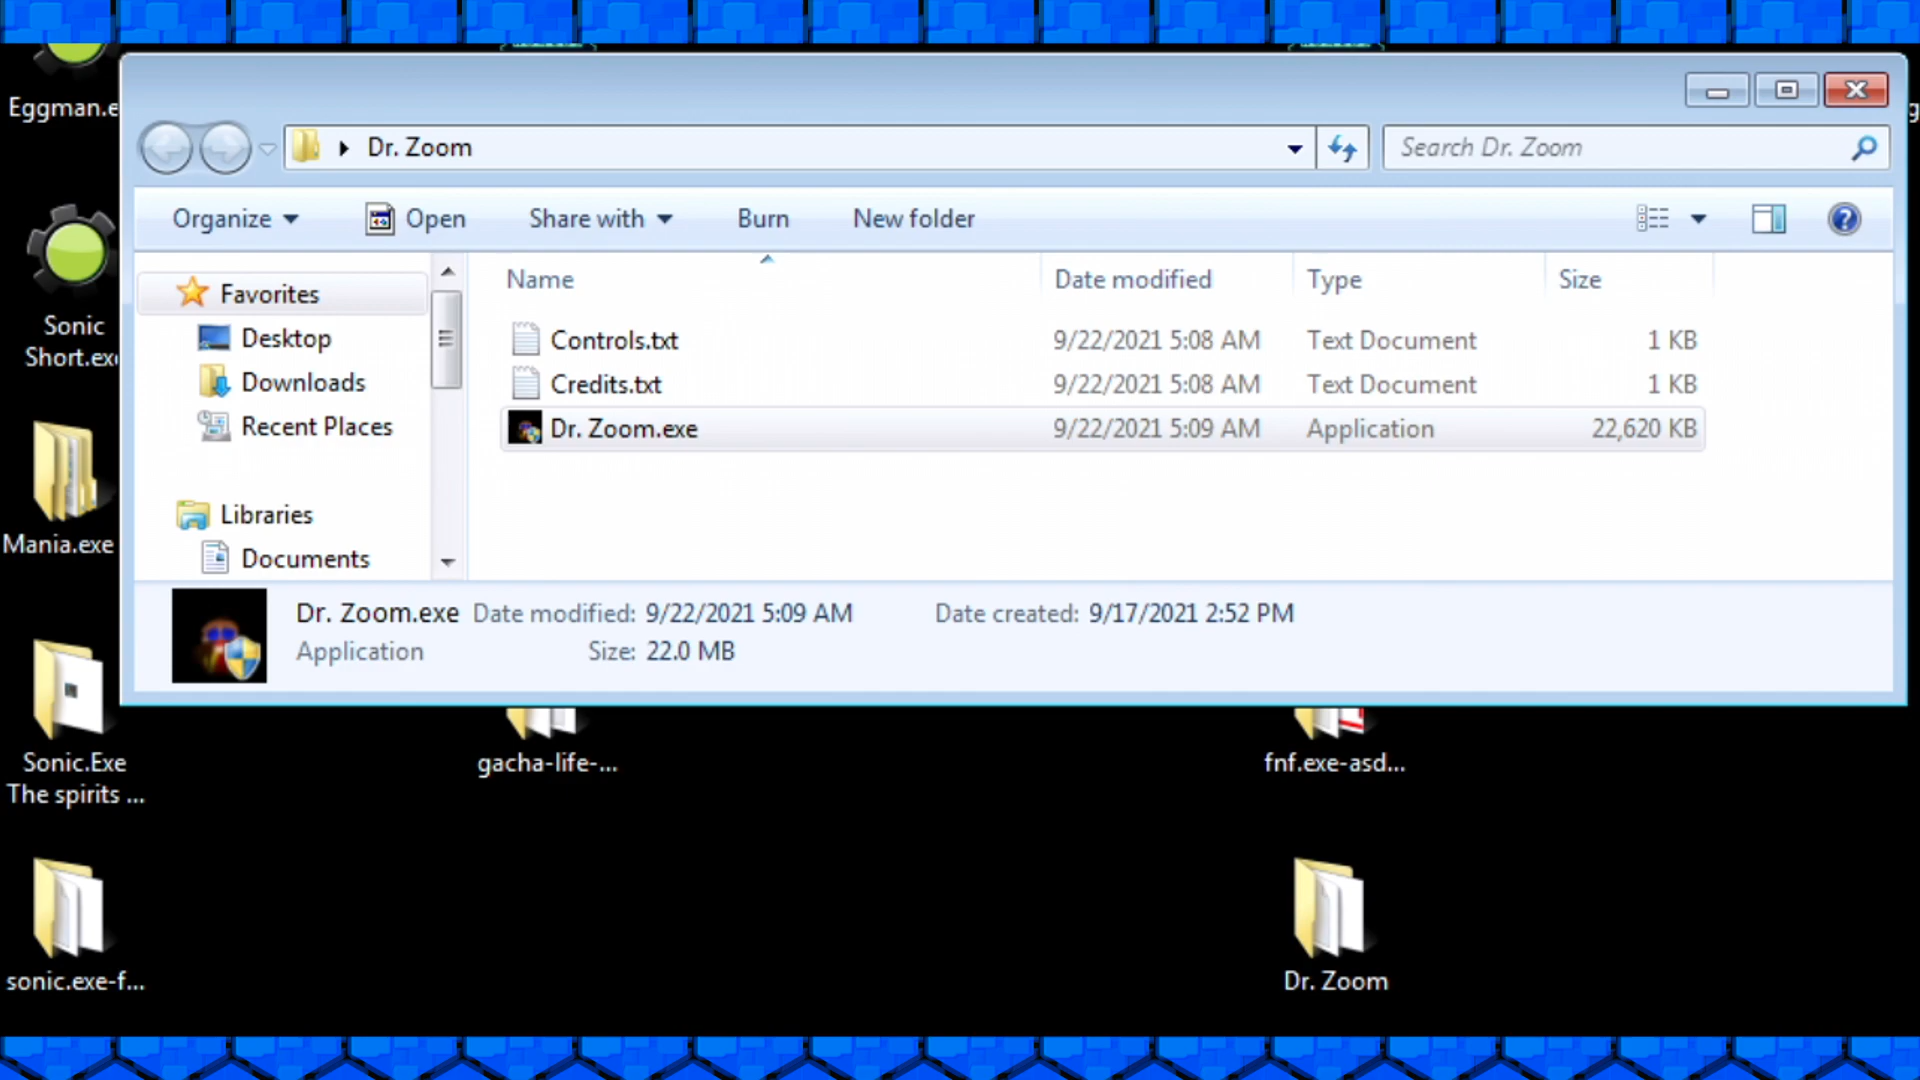 Eggman.e
Dr. Zoom
Search Dr. Zoom
Organize
Open
Share with
Burn
New folder
Favorites
Desktop
Downloads
Recent Places
Libraries
Documents
Name
Date modified
Type
Size
Controls.txt
9/22/2021 5:08 AM
Text Document
1 KB
Credits.txt
9/22/2021 5:08 AM
Text Document
1 KB
Dr. Zoom.exe
9/22/2021 5:09 AM
Application
22,620 KB
Dr. Zoom.exe Date modified: 9/22/2021 5:09 AM Date created: 9/17/2021 2:52 PM
Application Size: 22.0 MB
Sonic
Short.exe
Mania.exe
Sonic.Exe
The spirits ...
gacha-life-...
fnf.exe-asd...
sonic.exe-f...
Dr. Zoom